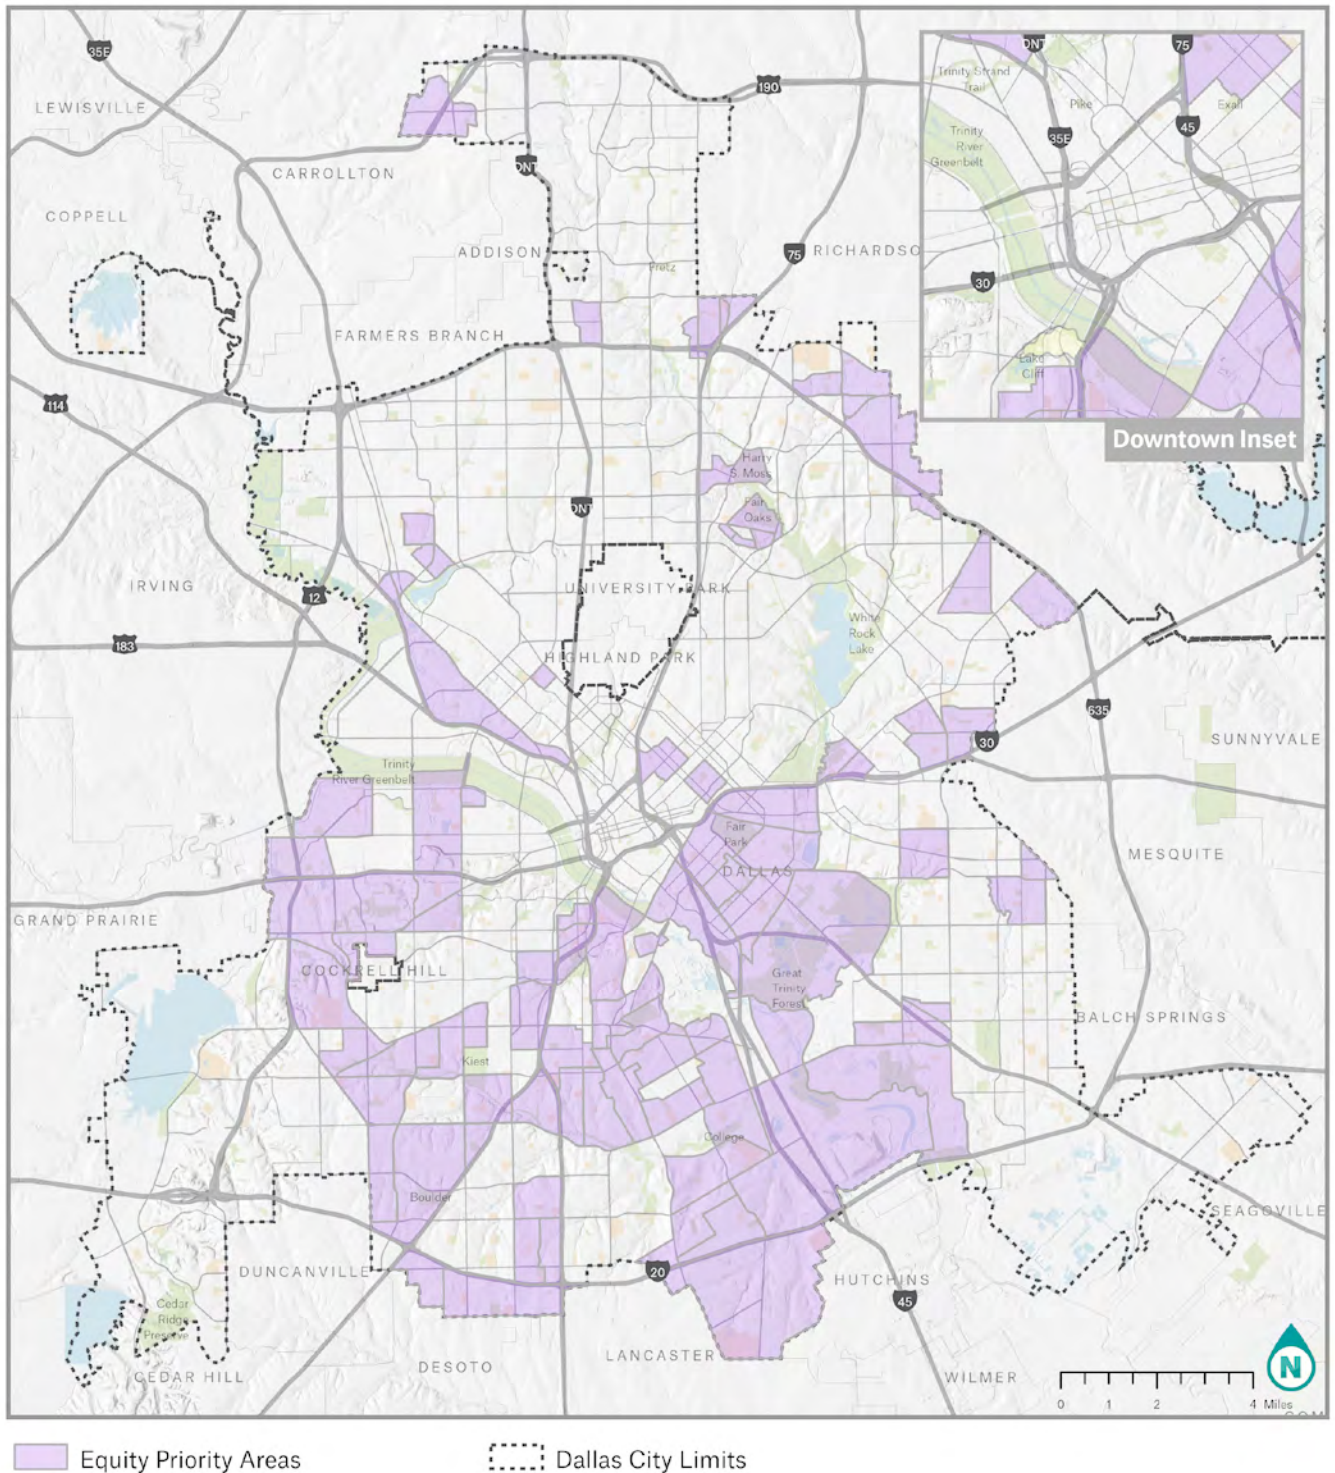 35E
LEWISVILLE
190
CARROLLTON
DNT
COPPELL
ADDISON
75
RICHARDSO
Fretz
FARMERS BRANCH
114
DNT
75
Trinity Strand
Trail
Pike
Exall
35E
45
Trinity
River
Greenbelt
30
Lake
Cliff
Downtown Inset
Harry
S. Moss
Fair
Oaks
DNT
IRVING
12
UNIVERSITY PARK
183
White
Rock
Lake
HIGHLAND PARK
635
30
SUNNYVALE
Trinity
River Greenbelt
Fair
Park
DALLAS
MESQUITE
GRAND PRAIRIE
COCKRELL HILL
Great
Trinity
Forest
BALCH SPRINGS
Kiest
College
Boulder
SEAGOVILLE
DUNCANVILLE
20
HUTCHINS
45
Cedar
Ridge
Preserve
DESOTO
LANCASTER
CEDAR HILL
WILMER
N
0 1 2 4 Miles
Equity Priority Areas
Dallas City Limits